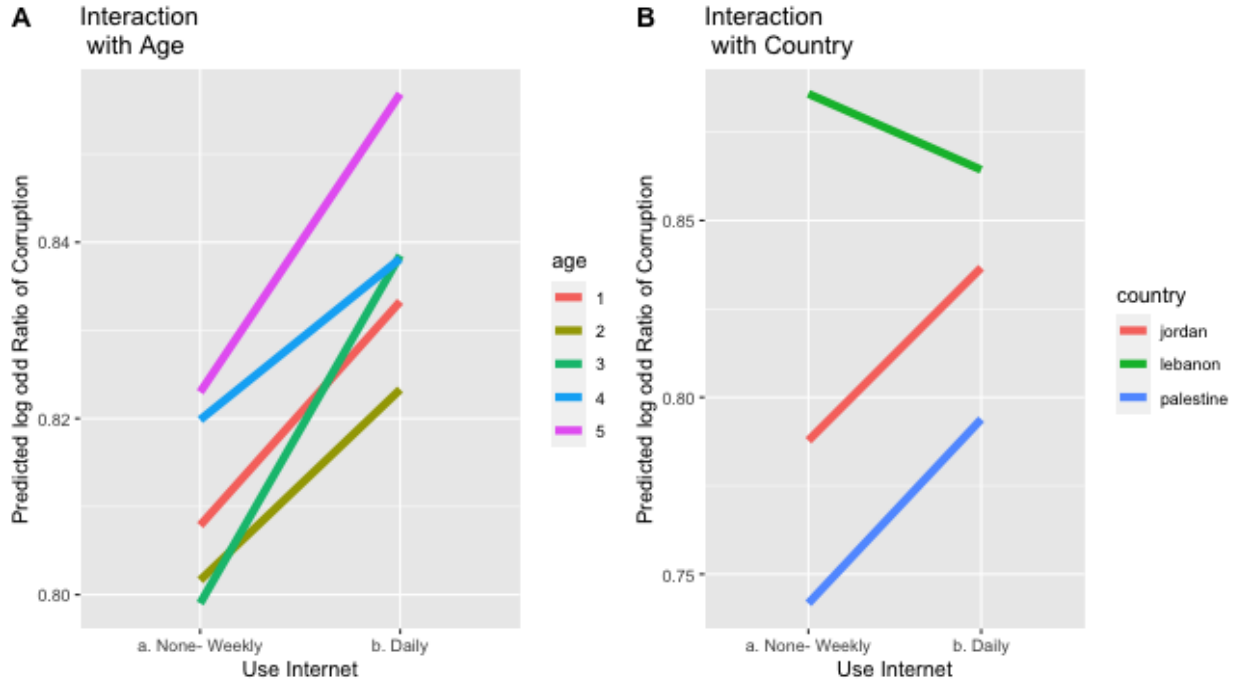 A
Interaction
with Age
Predicted log odd Ratio of Corruption
0.84
0.82
0.80
a. None- Weekly
b. Daily
Use Internet
age
1
2
3
4
5
B
Interaction
with Country
Predicted log odd Ratio of Corruption
0.85
0.80
0.75
a. None- Weekly
b. Daily
Use Internet
country
jordan
lebanon
palestine